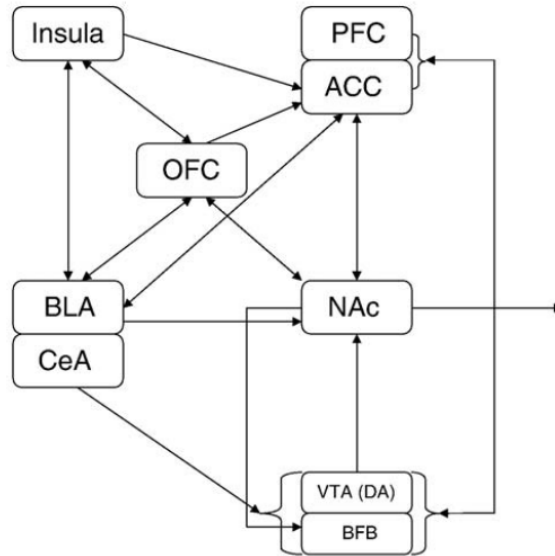 Insula
PFC
ACC
OFC
BLA
NAc
CeA
VTA (DA)
BFB